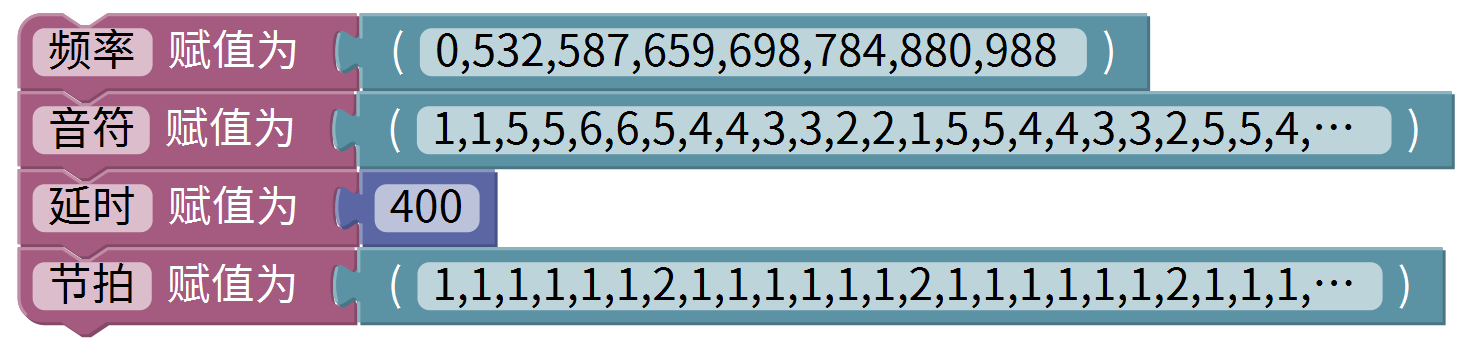 频率 赋值为 ( 0,532,587,659,698,784,880,988 )
音符 赋值为 ( 1,1,5,5,6,6,5,4,4,3,3,2,2,1,5,5,4,4,3,3,2,5,5,4,… )
延时 赋值为 400
节拍 赋值为 ( 1,1,1,1,1,1,2,1,1,1,1,1,1,2,1,1,1,1,1,1,2,1,1,1,… )